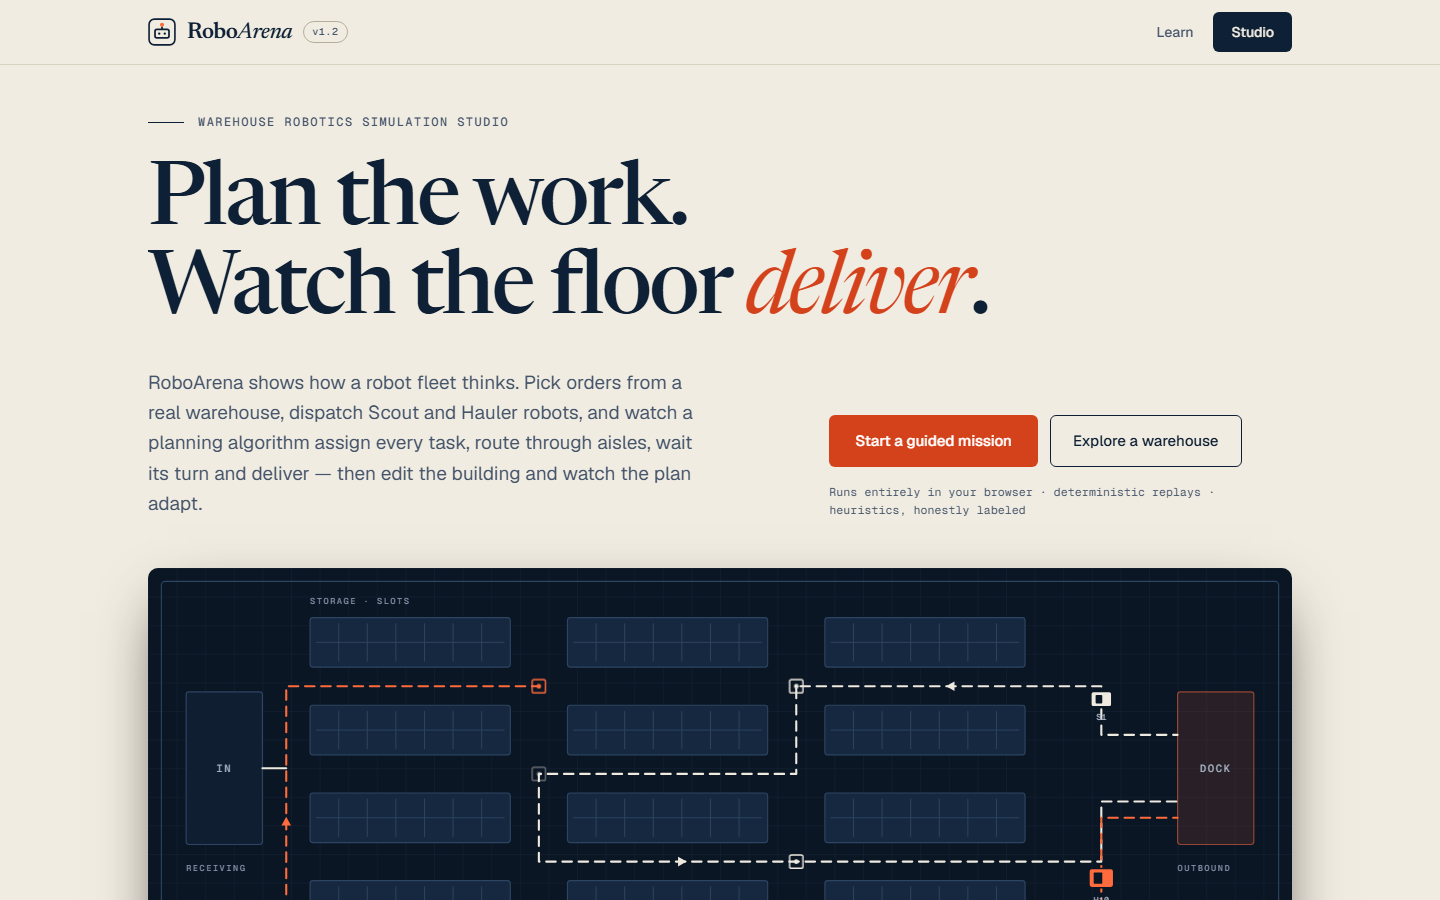 RoboArena v1.2
Learn
Studio
WAREHOUSE ROBOTICS SIMULATION STUDIO
Plan the work.
Watch the floor deliver.
RoboArena shows how a robot fleet thinks. Pick orders from a
real warehouse, dispatch Scout and Hauler robots, and watch a
planning algorithm assign every task, route through aisles, wait
its turn and deliver — then edit the building and watch the plan
adapt.
Start a guided mission
Explore a warehouse
Runs entirely in your browser · deterministic replays ·
heuristics, honestly labeled
STORAGE · SLOTS
S1
IN
DOCK
RECEIVING
OUTBOUND